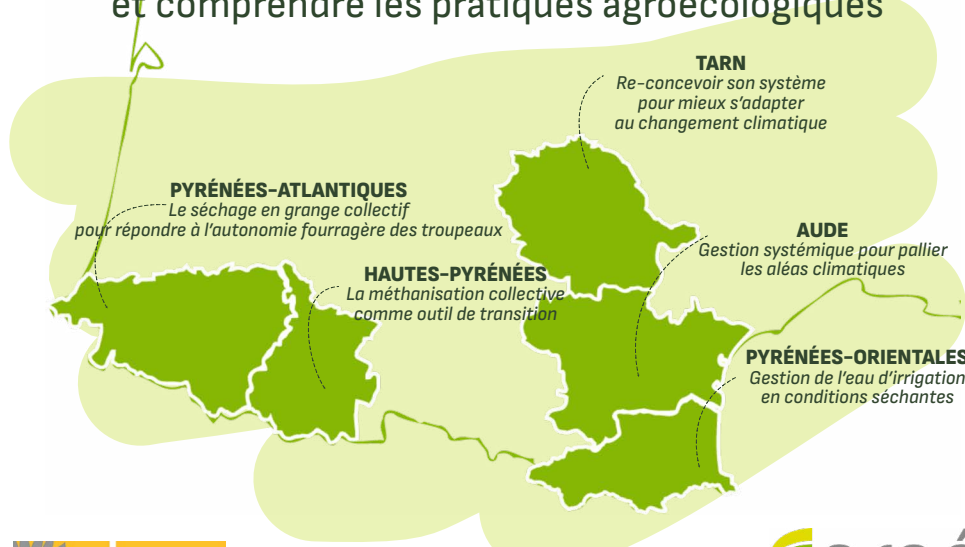 et comprendre les pratiques agroécologiques
TARN
Re-concevoir son système
pour mieux s'adapter
au changement climatique
PYRÉNÉES-ATLANTIQUES
Le séchage en grange collectif
pour répondre à l'autonomie fourragère des troupeaux
AUDE
Gestion systémique pour pallier
les aléas climatiques
HAUTES-PYRÉNÉES
La méthanisation collective
comme outil de transition
PYRÉNÉES-ORIENTALES
Gestion de l'eau d'irrigation
en conditions séchantes